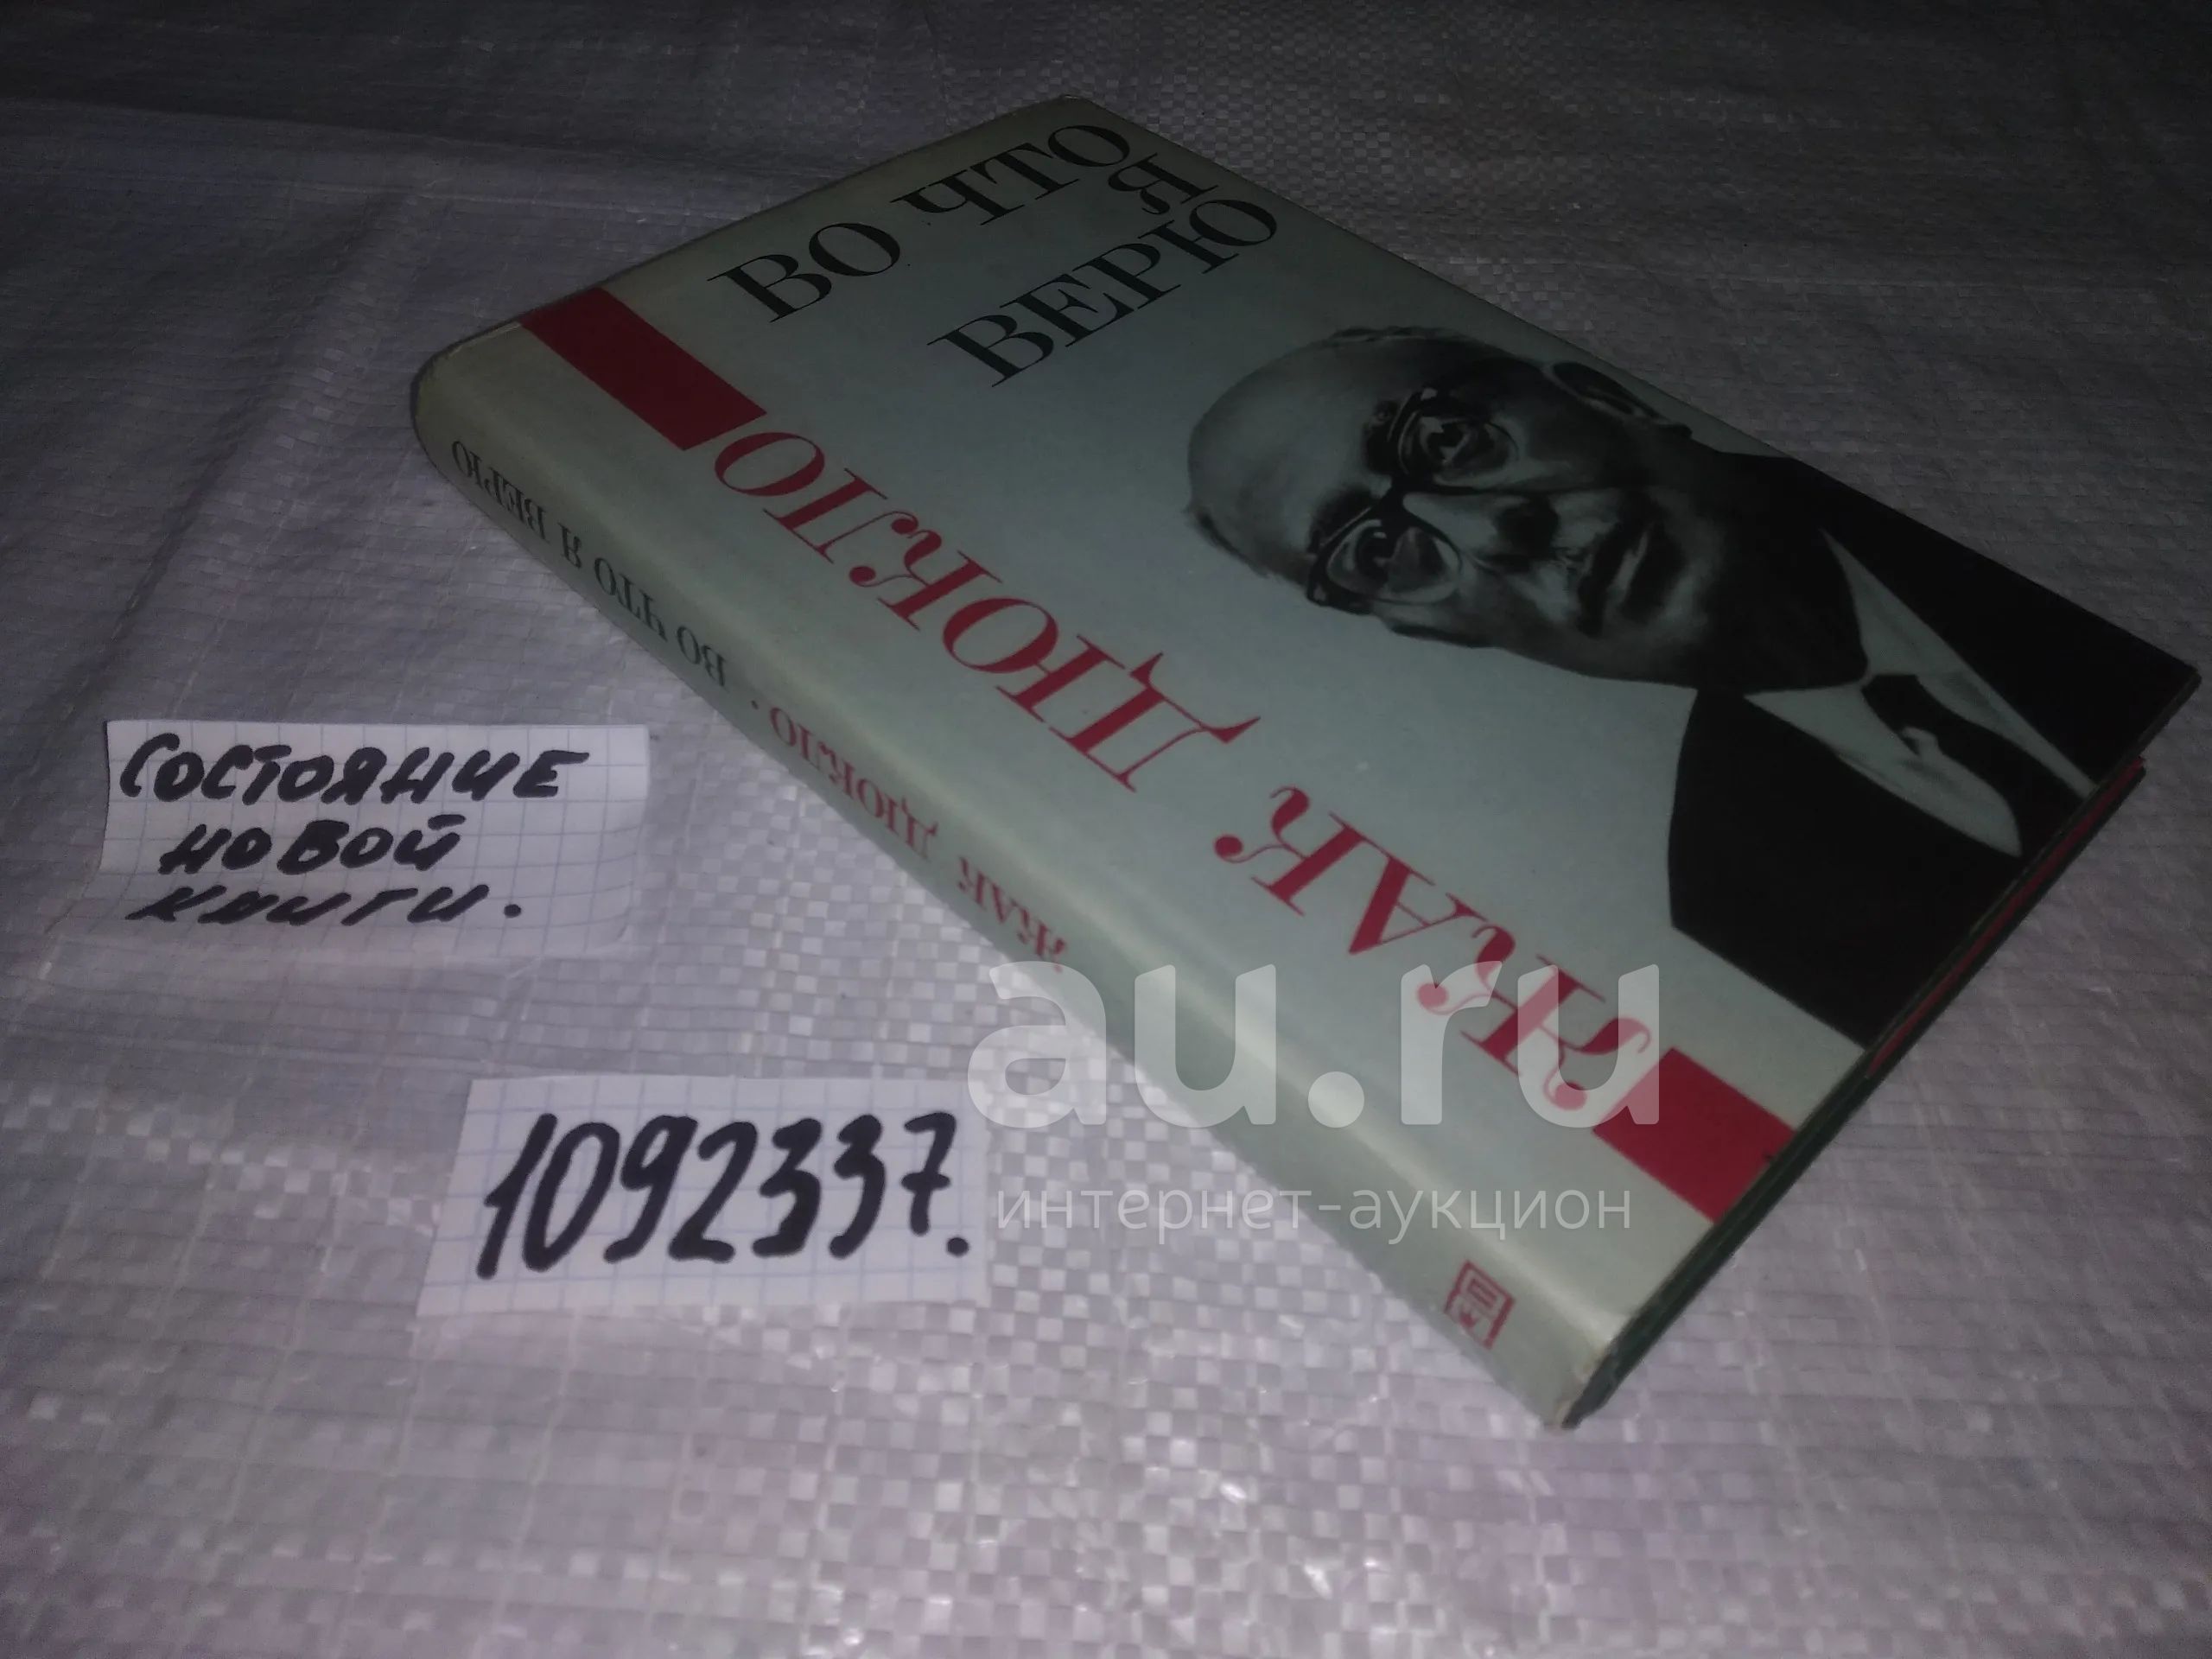 ВО ЧТО
Я
ВЕРЮ
ЖАК ДЮКЛО
ЖАК ДЮКЛО · ВО ЧТО Я ВЕРЮ
СОСТОЯНИЕ
НОВОЙ
КНИГИ.
1092337.
au.ru
интернет-аукцион